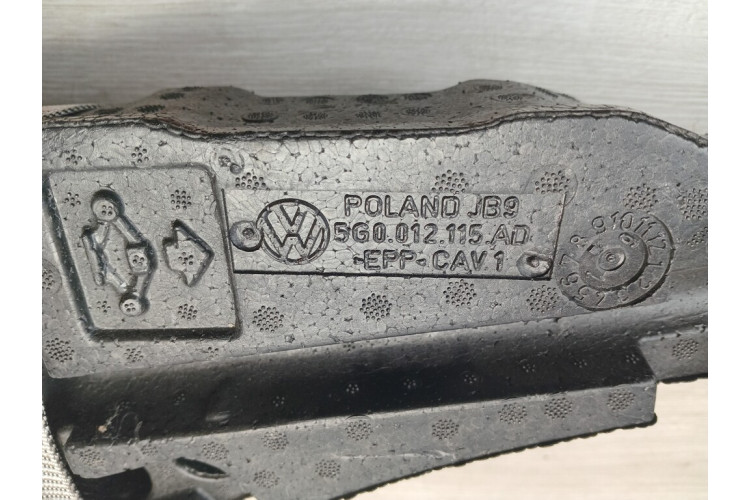 POLAND JB9
5G0.012.115.AD
-EPP-CAV 1